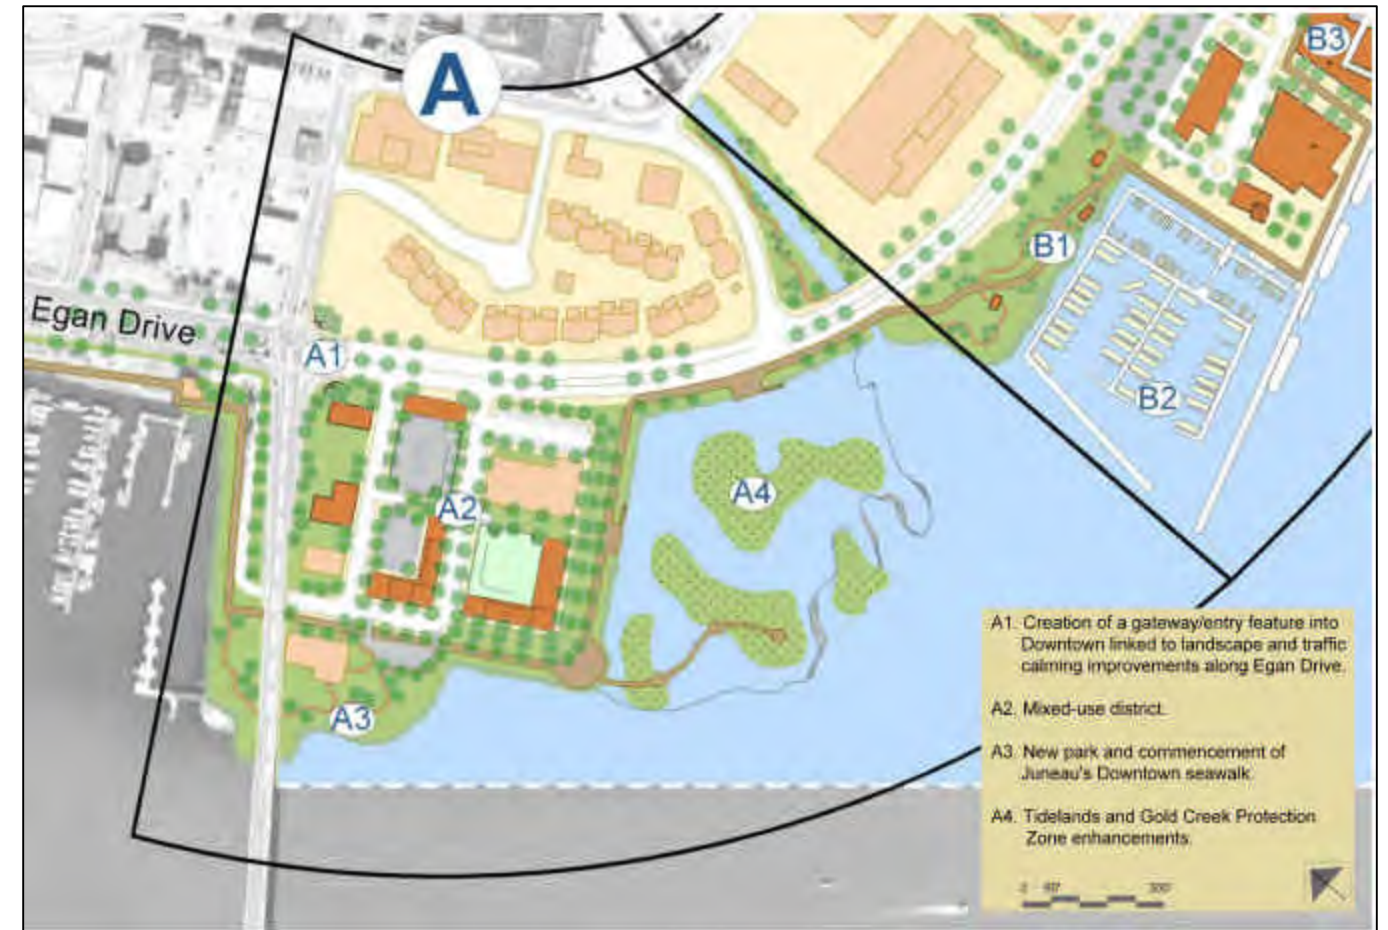 A
B3
B1
Egan Drive
A1
B2
A4
A2
A3
A1. Creation of a gateway/entry feature into
Downtown linked to landscape and traffic
calming improvements along Egan Drive.
A2. Mixed-use district.
A3. New park and commencement of
Juneau's Downtown seawalk.
A4. Tidelands and Gold Creek Protection
Zone enhancements.